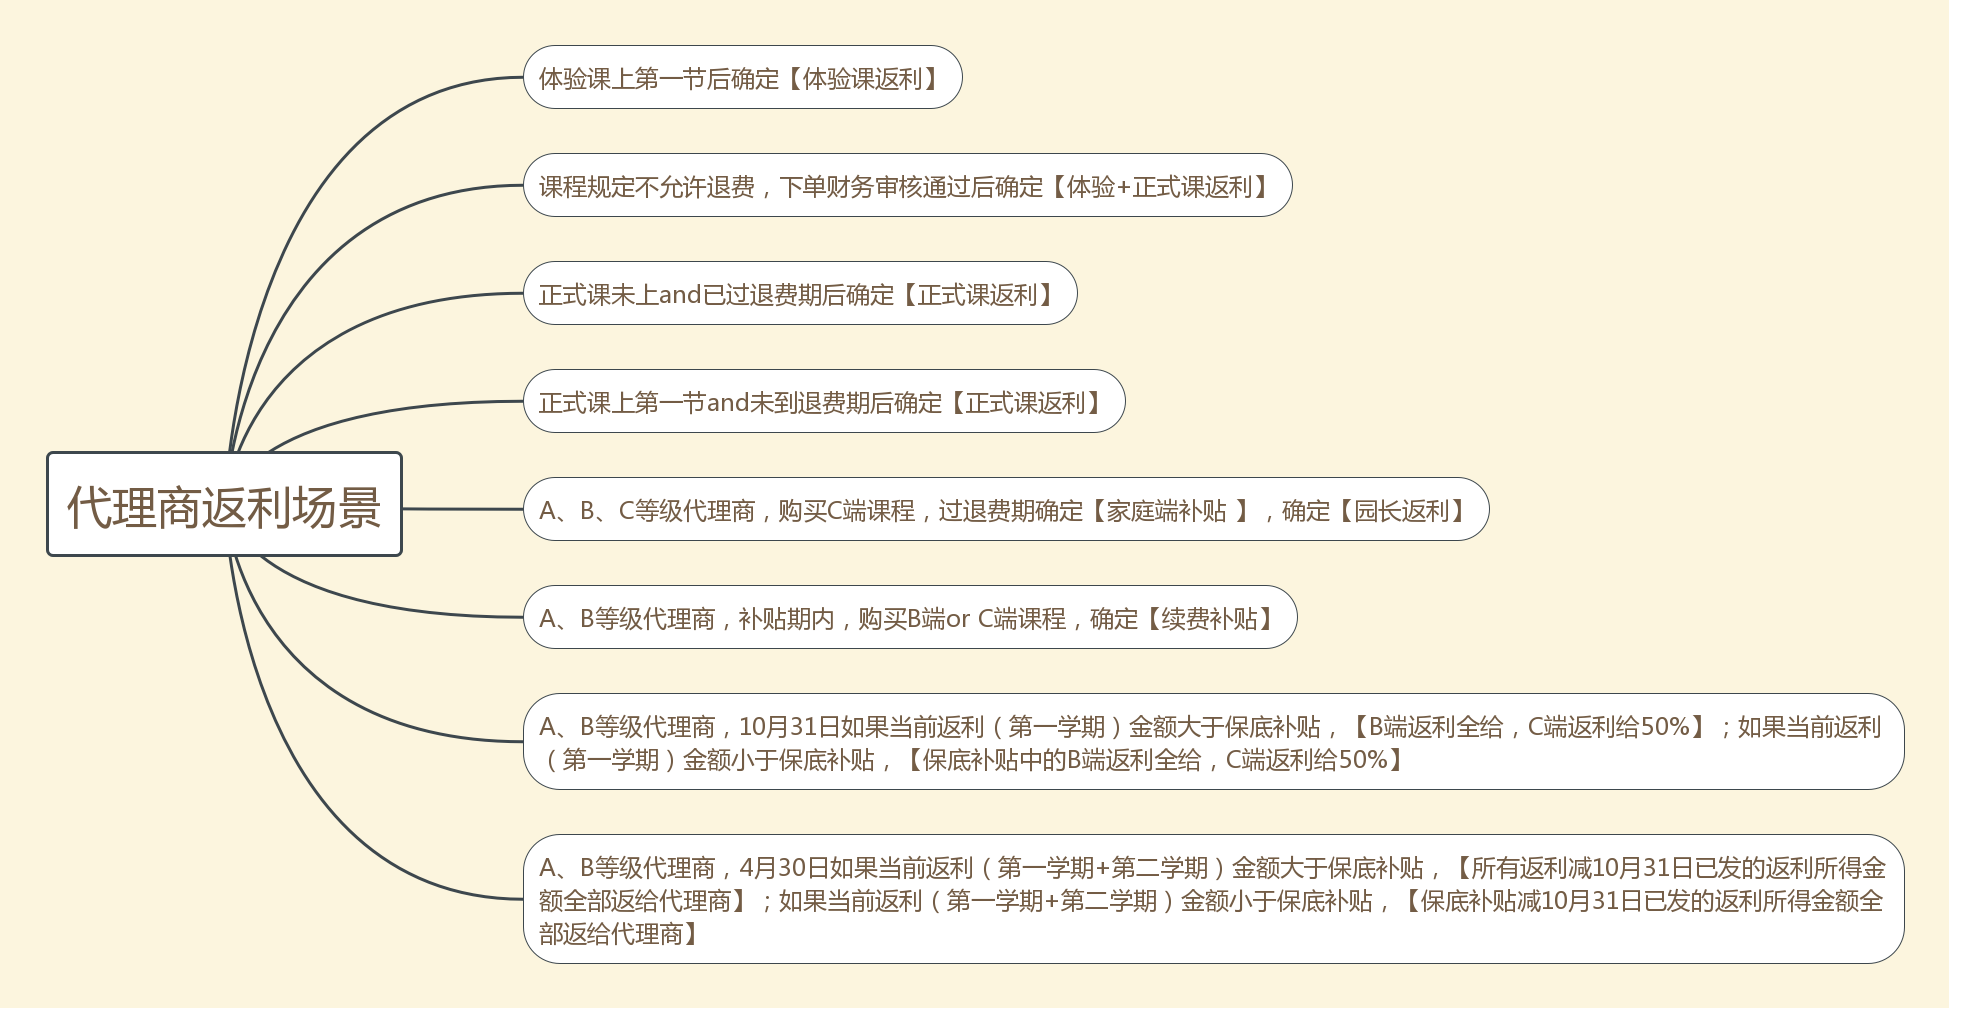 体验课上第一节后确定【体验课返利】
课程规定不允许退费，下单财务审核通过后确定【体验+正式课返利】
正式课未上and已过退费期后确定【正式课返利】
正式课上第一节and未到退费期后确定【正式课返利】
代理商返利场景
A、B、C等级代理商，购买C端课程，过退费期确定【家庭端补贴 】，确定【园长返利】
A、B等级代理商，补贴期内，购买B端or C端课程，确定【续费补贴】
A、B等级代理商，10月31日如果当前返利（第一学期）金额大于保底补贴，【B端返利全给，C端返利给50%】；如果当前返利
（第一学期）金额小于保底补贴，【保底补贴中的B端返利全给，C端返利给50%】
A、B等级代理商，4月30日如果当前返利（第一学期+第二学期）金额大于保底补贴，【所有返利减10月31日已发的返利所得金
额全部返给代理商】；如果当前返利（第一学期+第二学期）金额小于保底补贴，【保底补贴减10月31日已发的返利所得金额全
部返给代理商】